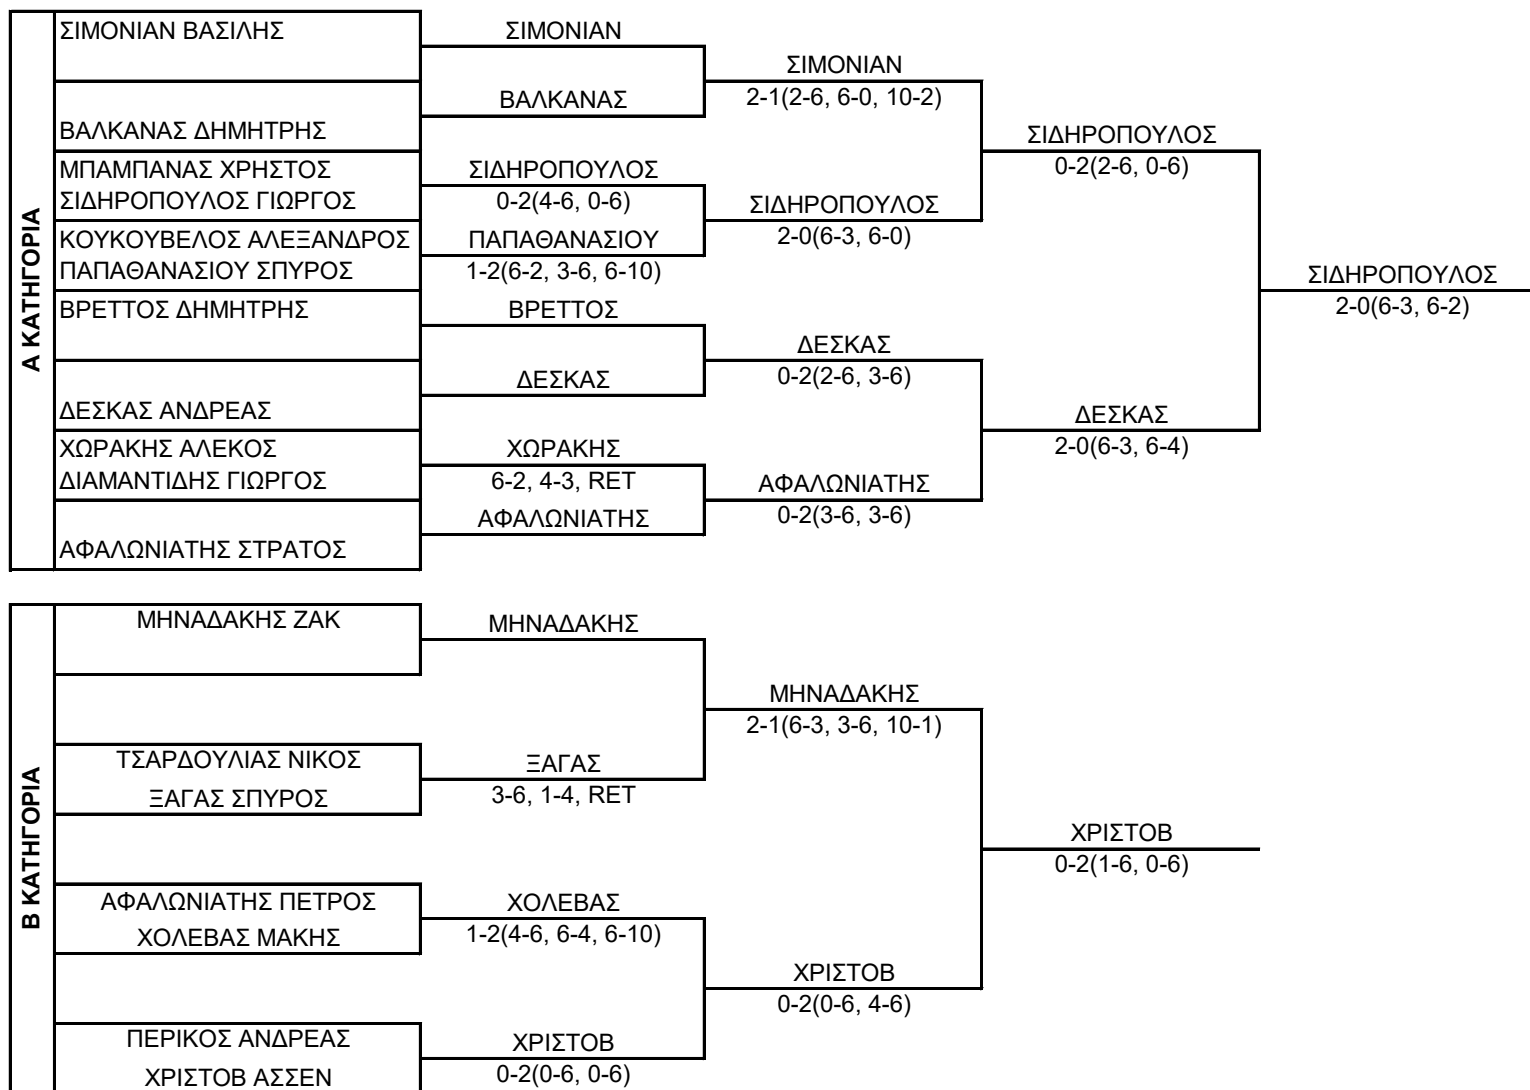 Α ΚΑΤΗΓΟΡΙΑ
ΣΙΜΟΝΙΑΝ ΒΑΣΙΛΗΣ
ΒΑΛΚΑΝΑΣ ΔΗΜΗΤΡΗΣ
ΜΠΑΜΠΑΝΑΣ ΧΡΗΣΤΟΣ
ΣΙΔΗΡΟΠΟΥΛΟΣ ΓΙΩΡΓΟΣ
ΚΟΥΚΟΥΒΕΛΟΣ ΑΛΕΞΑΝΔΡΟΣ
ΠΑΠΑΘΑΝΑΣΙΟΥ ΣΠΥΡΟΣ
ΒΡΕΤΤΟΣ ΔΗΜΗΤΡΗΣ
ΔΕΣΚΑΣ ΑΝΔΡΕΑΣ
ΧΩΡΑΚΗΣ ΑΛΕΚΟΣ
ΔΙΑΜΑΝΤΙΔΗΣ ΓΙΩΡΓΟΣ
ΑΦΑΛΩΝΙΑΤΗΣ ΣΤΡΑΤΟΣ
ΣΙΜΟΝΙΑΝ
ΒΑΛΚΑΝΑΣ
ΣΙΔΗΡΟΠΟΥΛΟΣ
0-2(4-6, 0-6)
ΠΑΠΑΘΑΝΑΣΙΟΥ
1-2(6-2, 3-6, 6-10)
ΒΡΕΤΤΟΣ
ΔΕΣΚΑΣ
ΧΩΡΑΚΗΣ
6-2, 4-3, RET
ΑΦΑΛΩΝΙΑΤΗΣ
ΣΙΜΟΝΙΑΝ
2-1(2-6, 6-0, 10-2)
ΣΙΔΗΡΟΠΟΥΛΟΣ
2-0(6-3, 6-0)
ΔΕΣΚΑΣ
0-2(2-6, 3-6)
ΑΦΑΛΩΝΙΑΤΗΣ
0-2(3-6, 3-6)
ΣΙΔΗΡΟΠΟΥΛΟΣ
0-2(2-6, 0-6)
ΔΕΣΚΑΣ
2-0(6-3, 6-4)
ΣΙΔΗΡΟΠΟΥΛΟΣ
2-0(6-3, 6-2)
Β ΚΑΤΗΓΟΡΙΑ
ΜΗΝΑΔΑΚΗΣ ΖΑΚ
ΤΣΑΡΔΟΥΛΙΑΣ ΝΙΚΟΣ
ΞΑΓΑΣ ΣΠΥΡΟΣ
ΑΦΑΛΩΝΙΑΤΗΣ ΠΕΤΡΟΣ
ΧΟΛΕΒΑΣ ΜΑΚΗΣ
ΠΕΡΙΚΟΣ ΑΝΔΡΕΑΣ
ΧΡΙΣΤΟΒ ΑΣΣΕΝ
ΜΗΝΑΔΑΚΗΣ
ΞΑΓΑΣ
3-6, 1-4, RET
ΧΟΛΕΒΑΣ
1-2(4-6, 6-4, 6-10)
ΧΡΙΣΤΟΒ
0-2(0-6, 0-6)
ΜΗΝΑΔΑΚΗΣ
2-1(6-3, 3-6, 10-1)
ΧΡΙΣΤΟΒ
0-2(0-6, 4-6)
ΧΡΙΣΤΟΒ
0-2(1-6, 0-6)